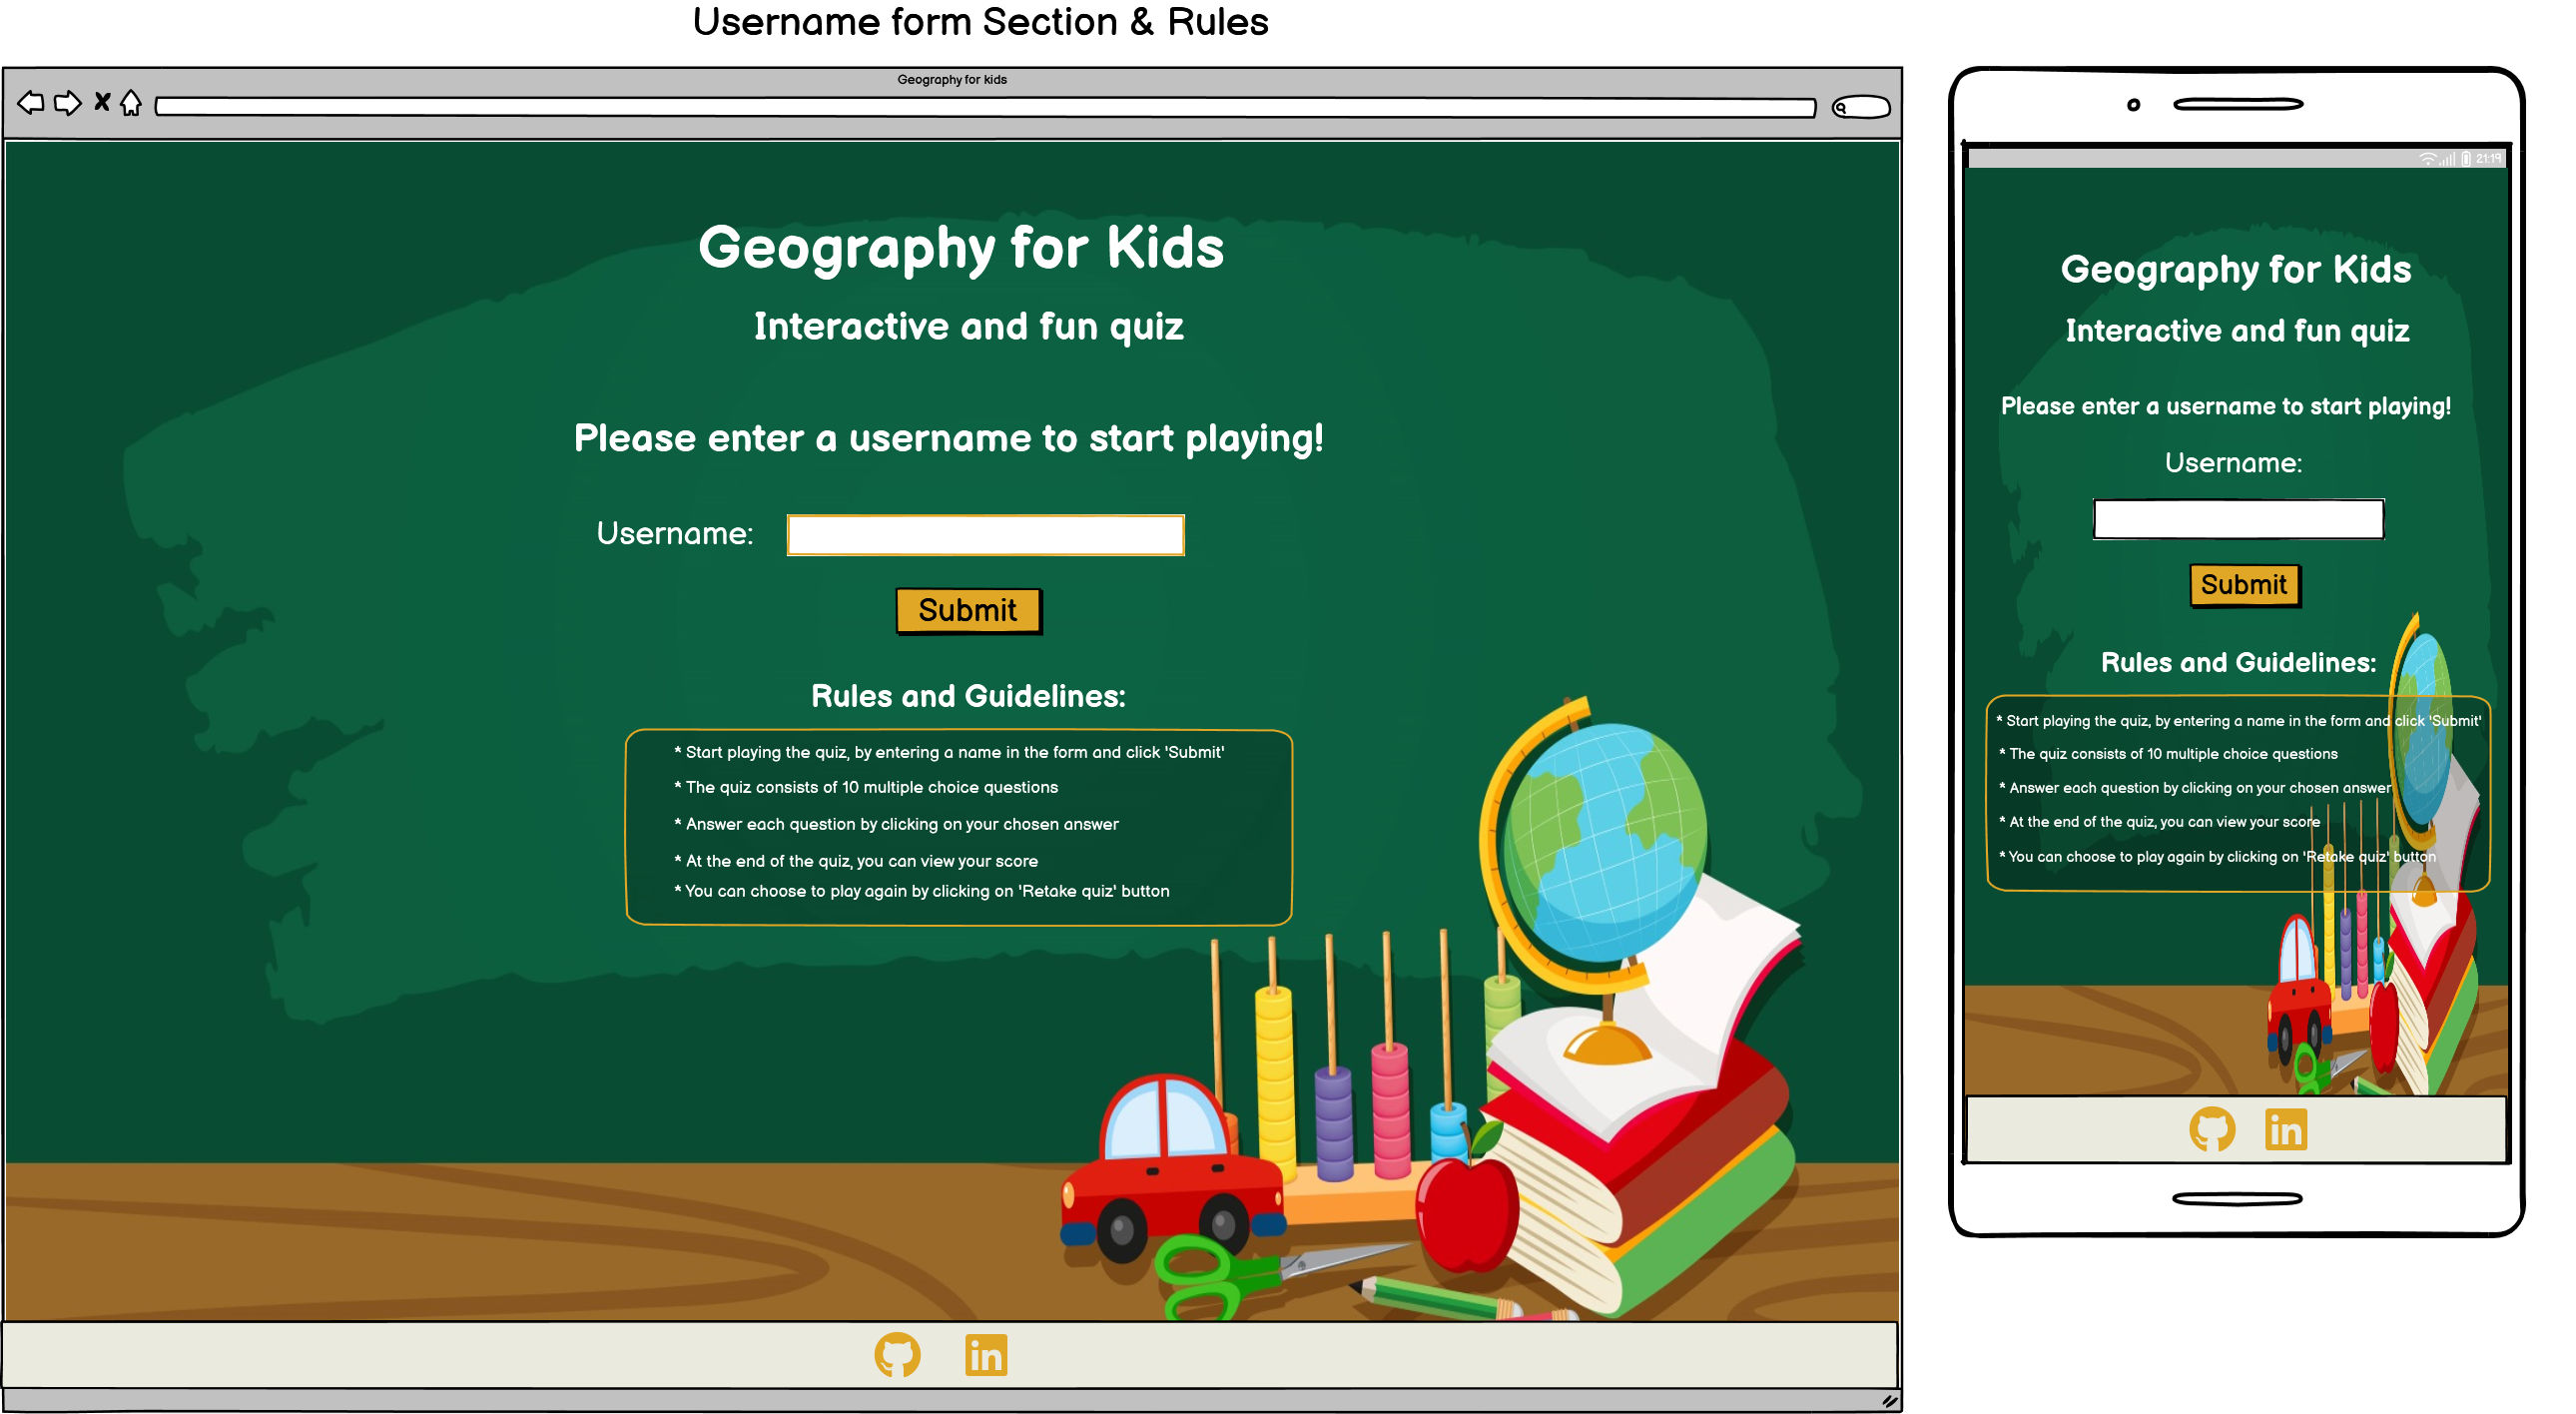 Username form Section & Rules
Geography for kids
Geography for Kids
Interactive and fun quiz
Please enter a username to start playing!
Username:
Submit
Rules and Guidelines:
* Start playing the quiz, by entering a name in the form and click 'Submit'
* The quiz consists of 10 multiple choice questions
* Answer each question by clicking on your chosen answer
* At the end of the quiz, you can view your score
* You can choose to play again by clicking on 'Retake quiz' button
in
21:19
Geography for Kids
Interactive and fun quiz
Please enter a username to start playing!
Username:
Submit
Rules and Guidelines:
* Start playing the quiz, by entering a name in the form and click 'Submit'
* The quiz consists of 10 multiple choice questions
* Answer each question by clicking on your chosen answer
* At the end of the quiz, you can view your score
* You can choose to play again by clicking on 'Retake quiz' button
in